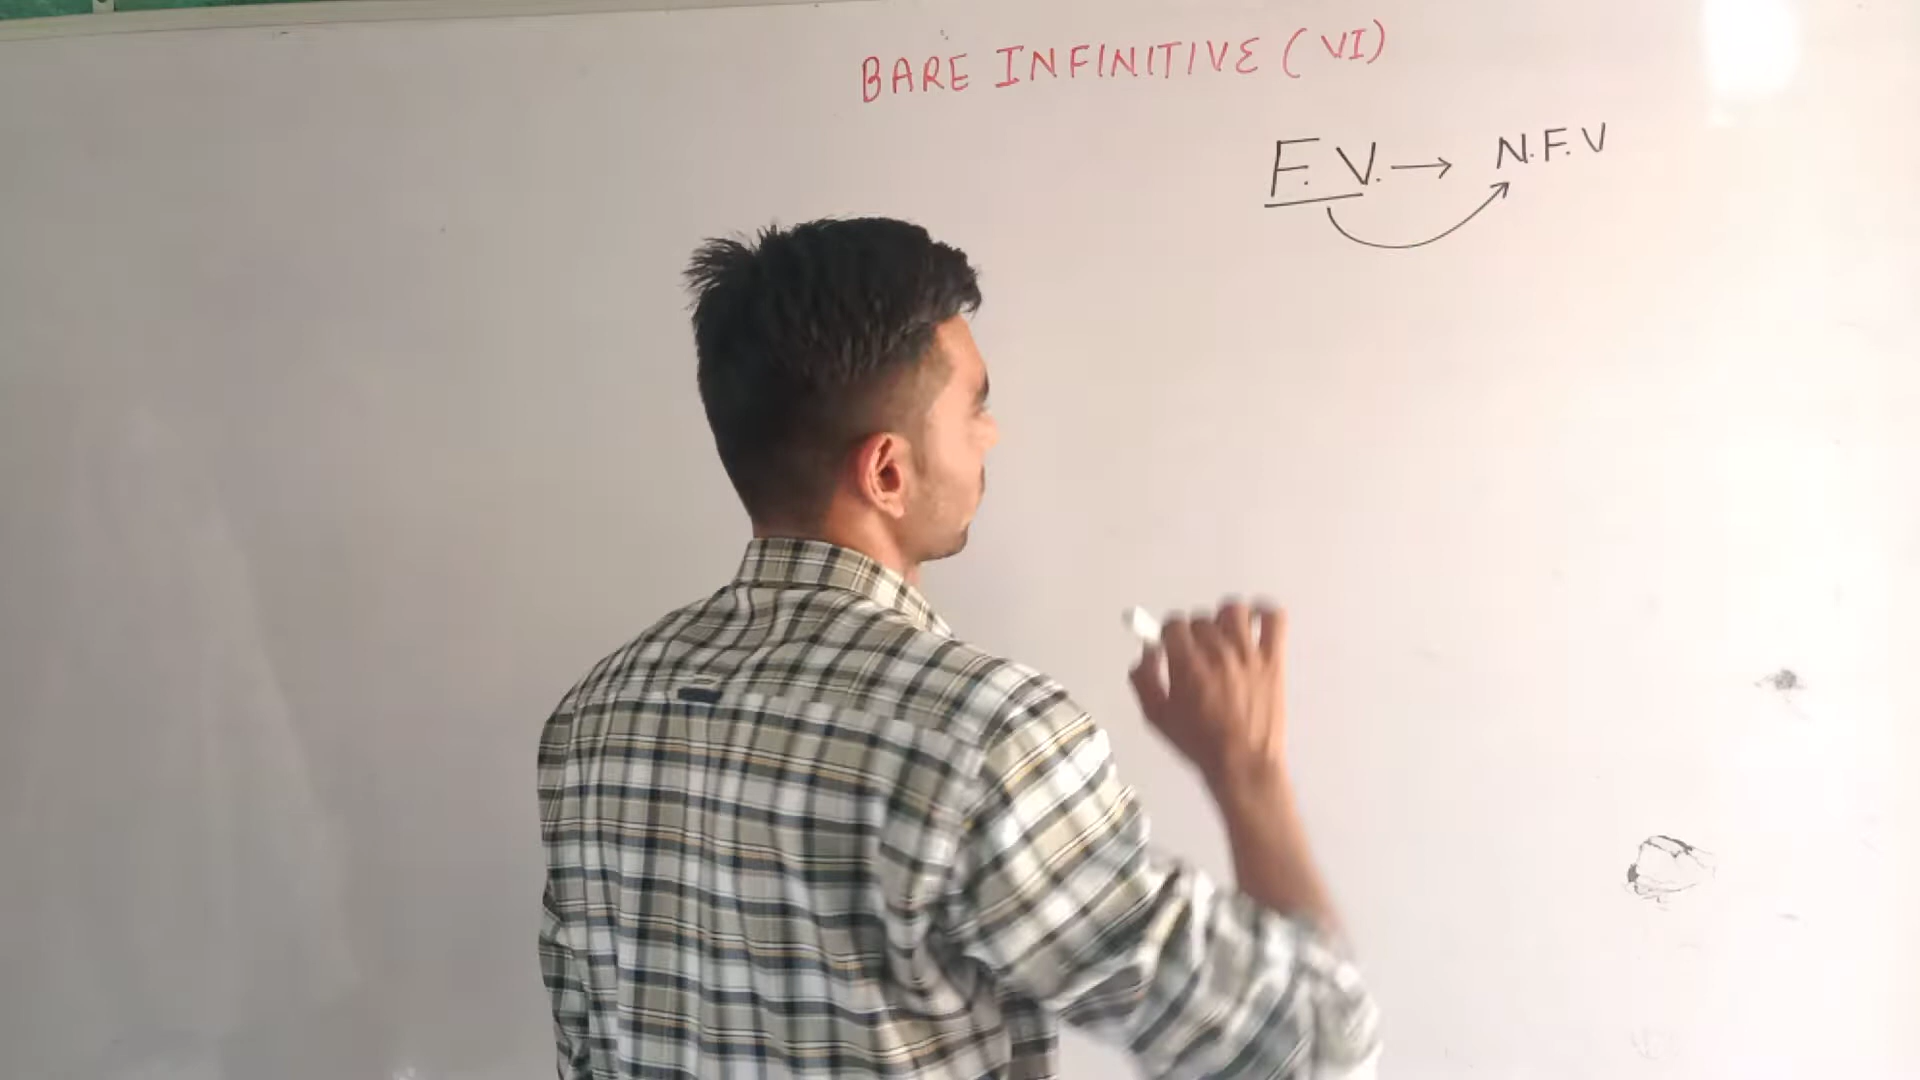 BARE INFINITIVE (VI)
F.V. → N.F.V